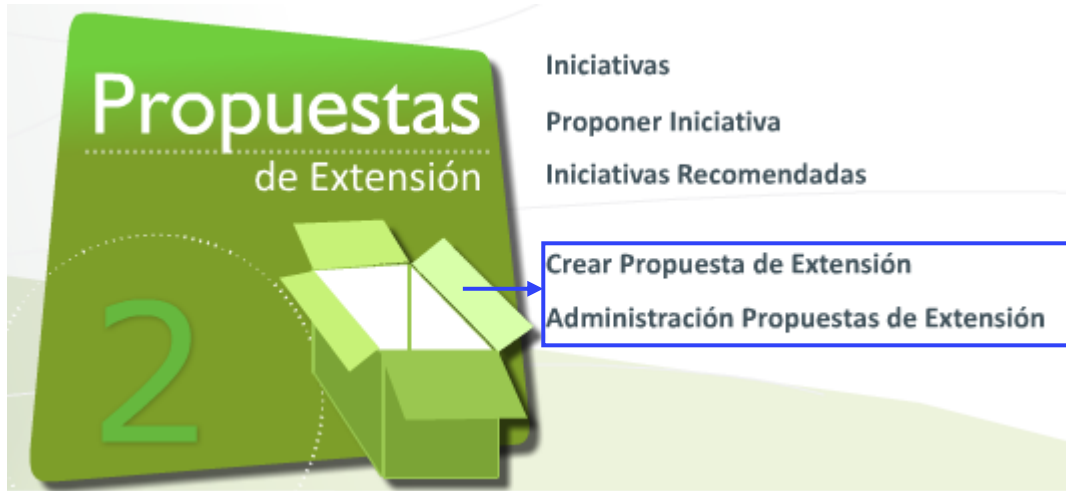 Propuestas
de Extensión
2
Iniciativas
Proponer Iniciativa
Iniciativas Recomendadas
Crear Propuesta de Extensión
Administración Propuestas de Extensión